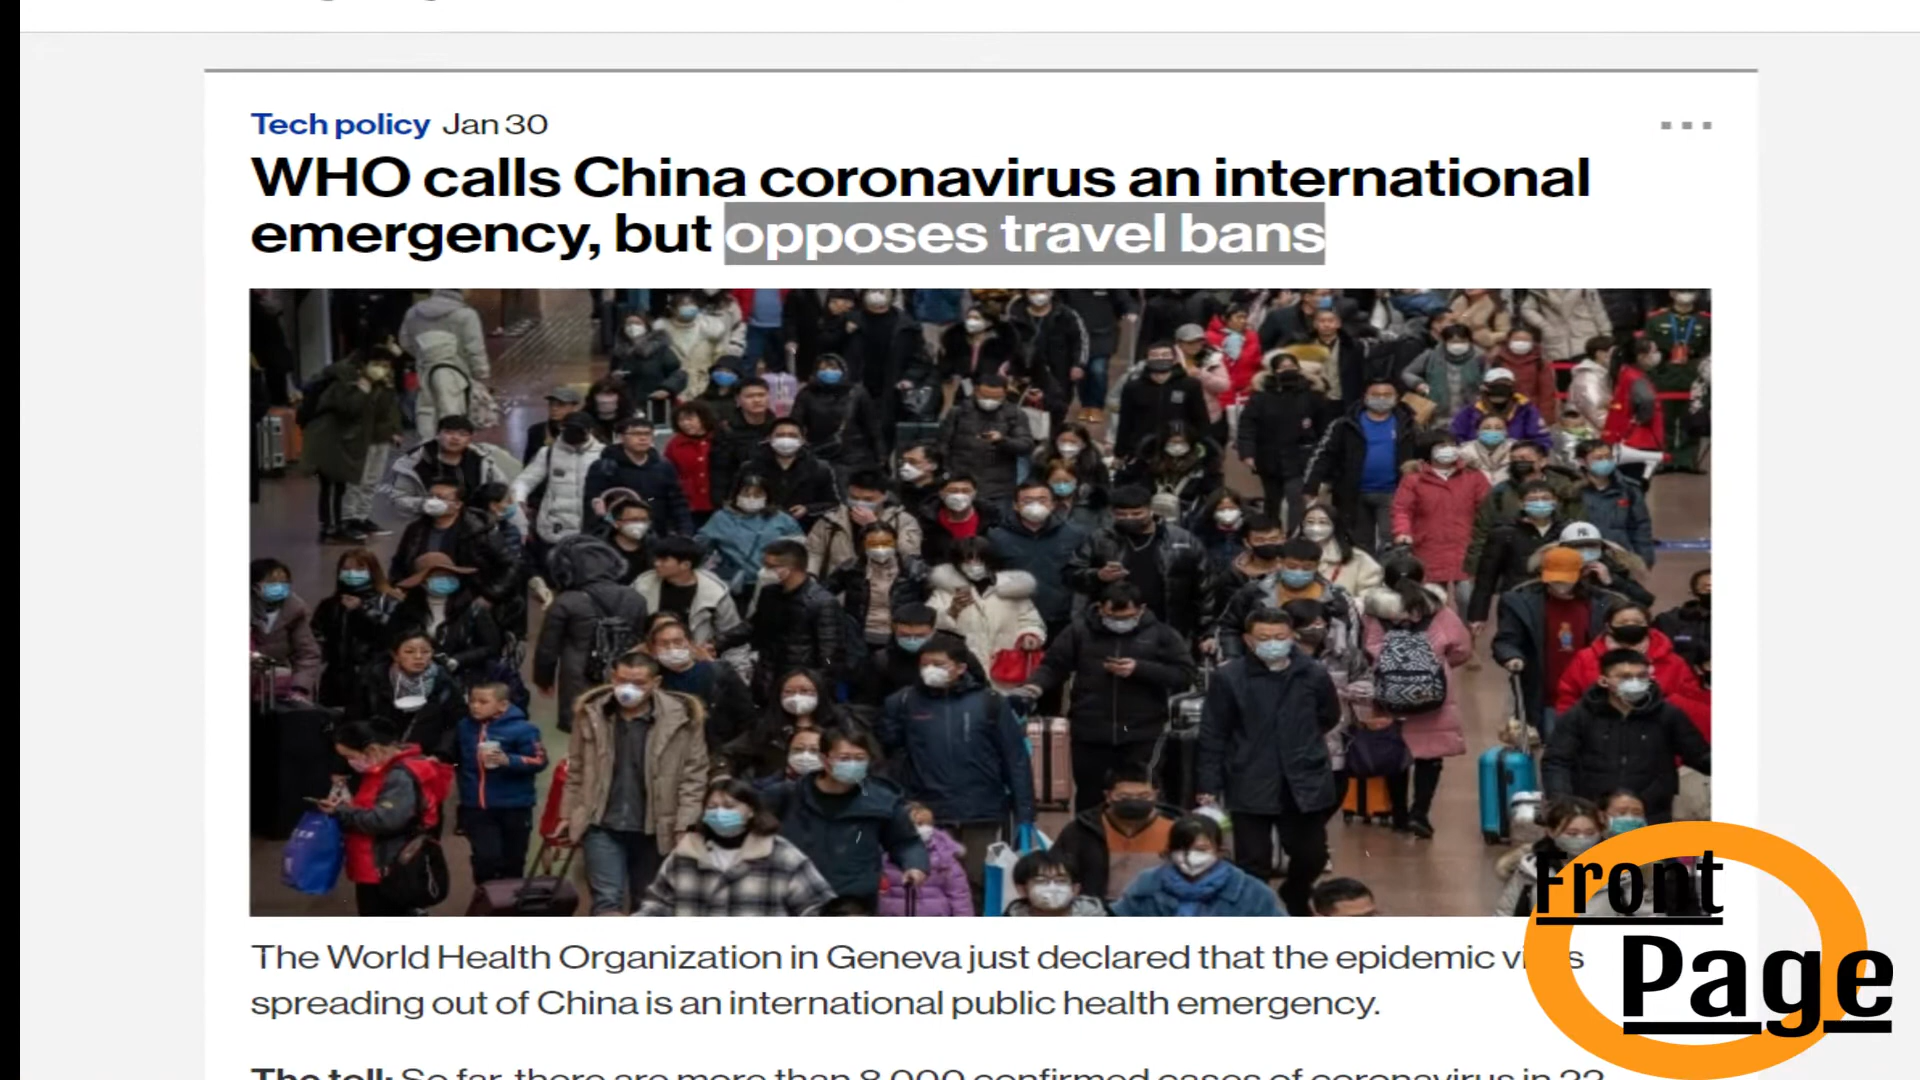 Tech policy Jan 30
WHO calls China coronavirus an international
emergency, but opposes travel bans
The World Health Organization in Geneva just declared that the epidemic virus
spreading out of China is an international public health emergency.
The toll: So far, there are more than 8,000 confirmed cases of coronavirus in 22
Front
Page